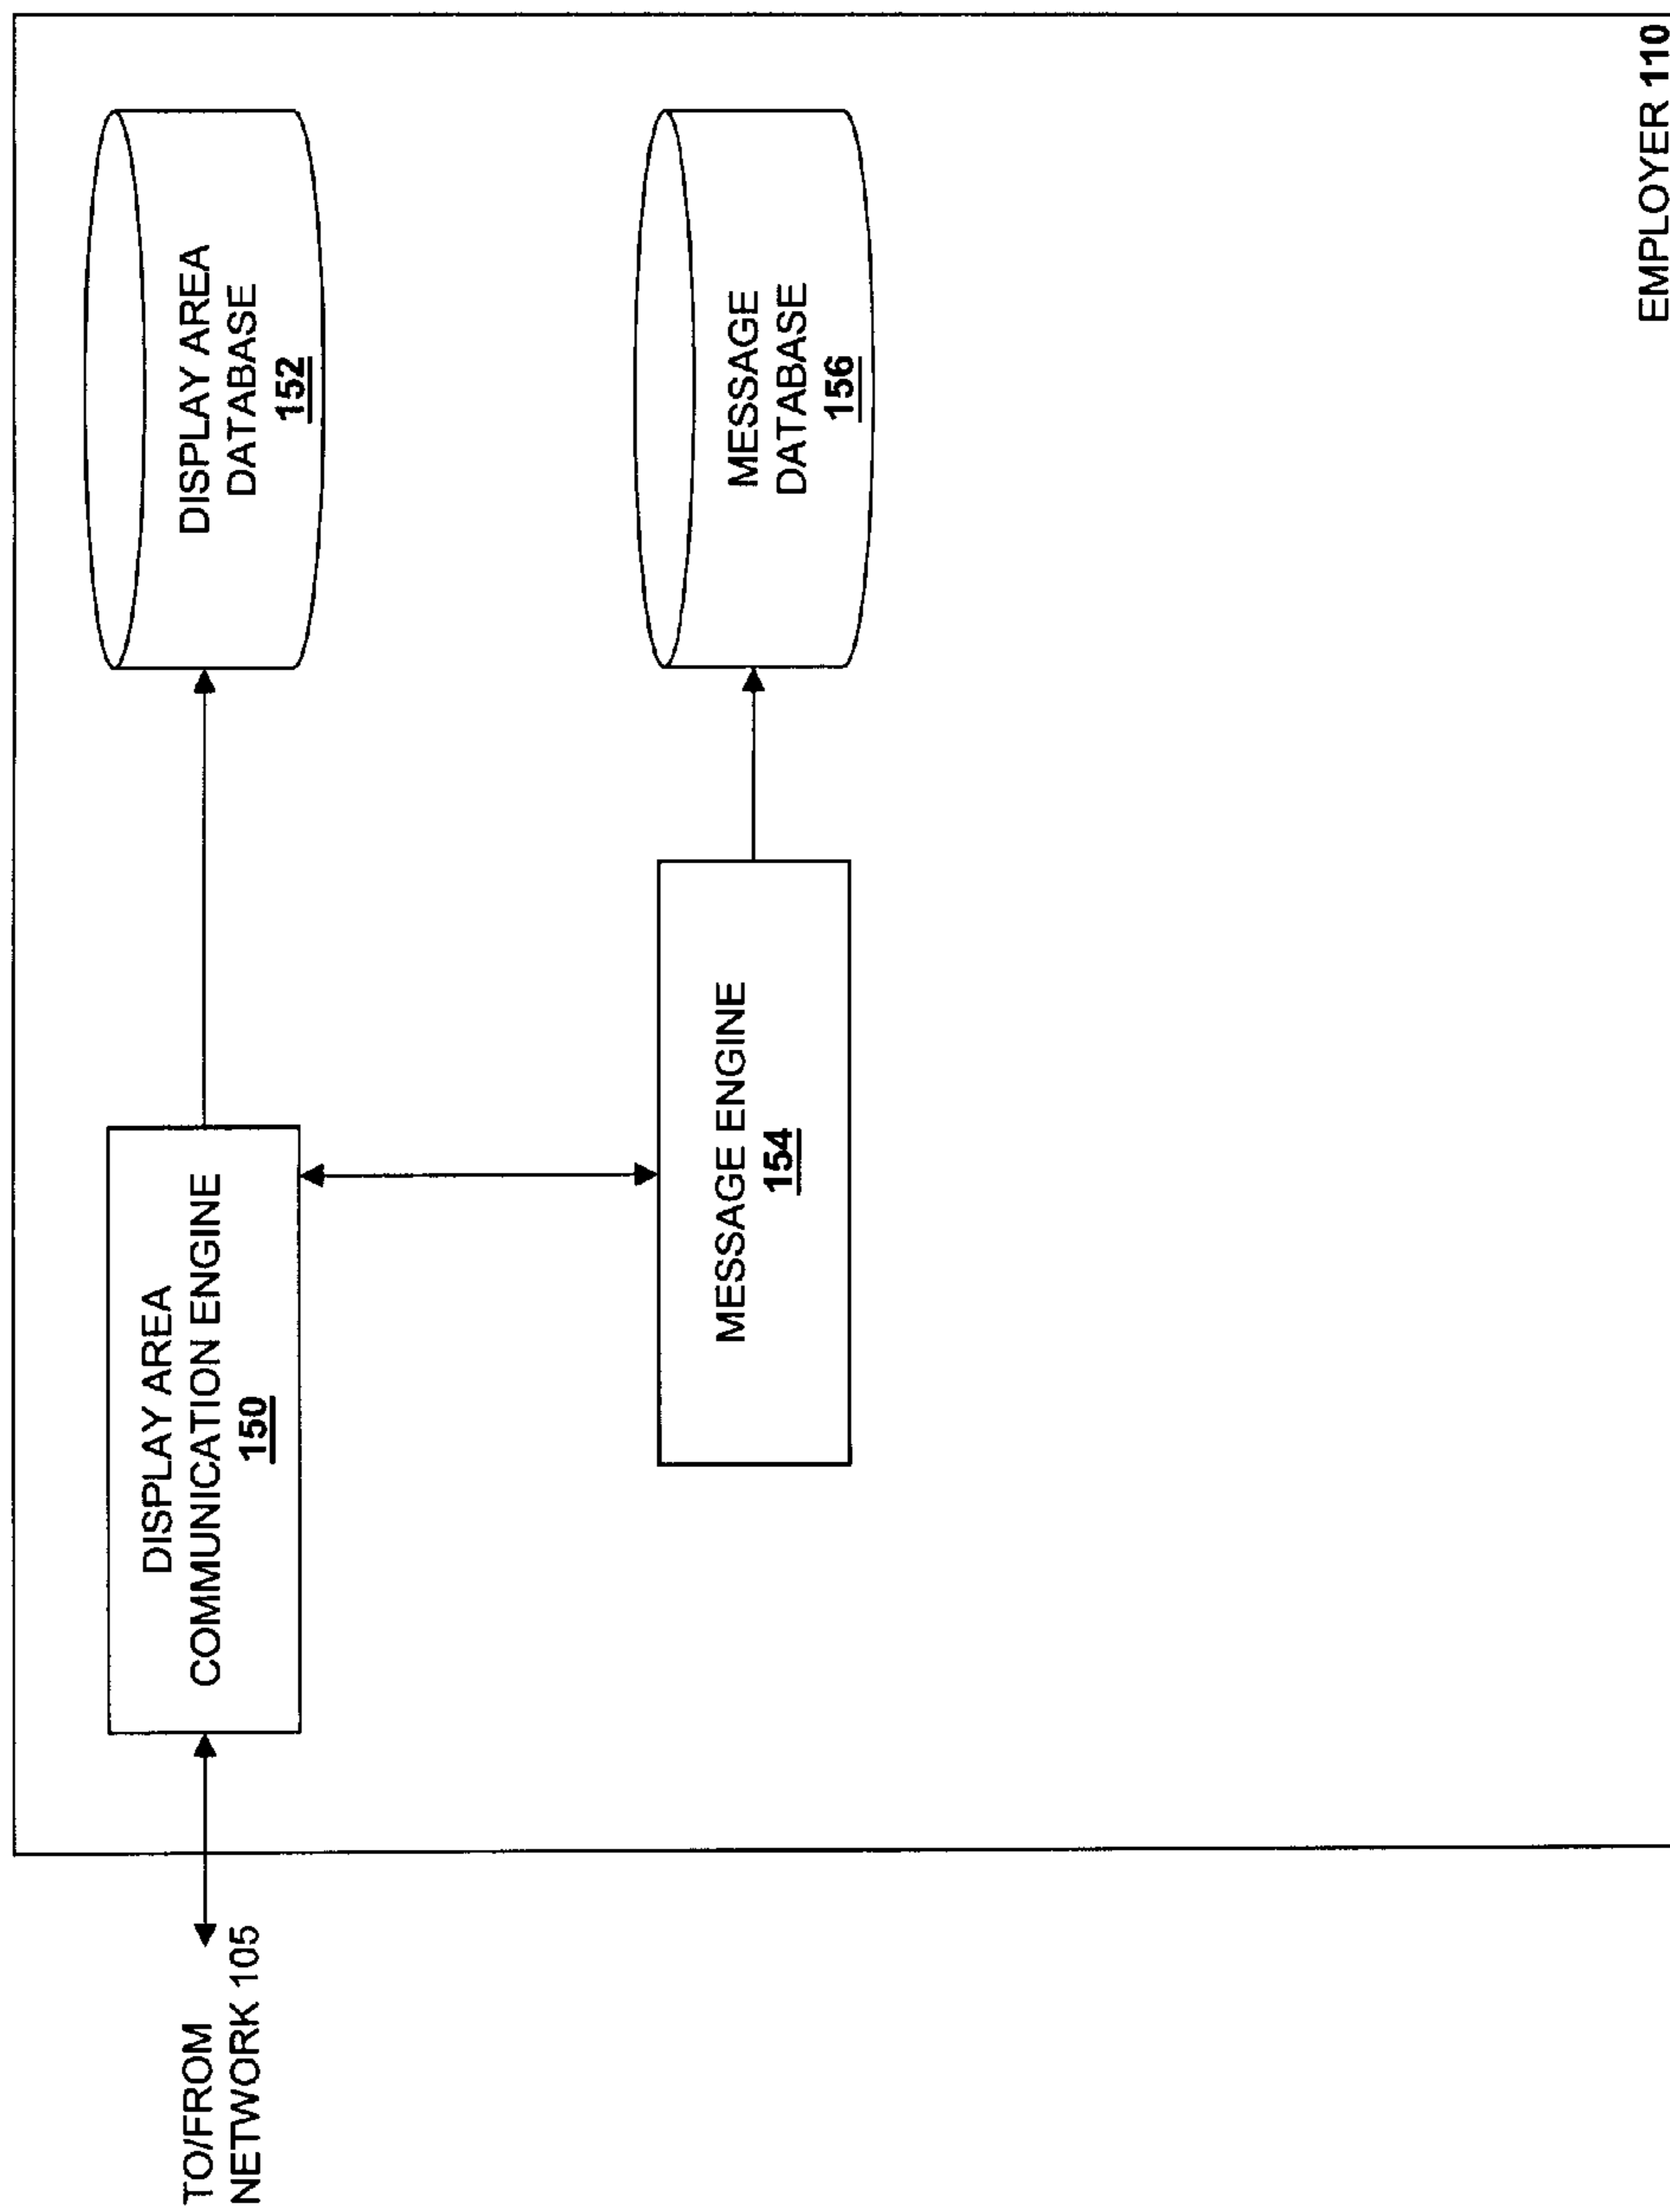 TO/FROM
NETWORK 105
DISPLAY AREA
COMMUNICATION ENGINE
150
DISPLAY AREA
DATABASE
152
MESSAGE ENGINE
154
MESSAGE
DATABASE
156
EMPLOYER 110